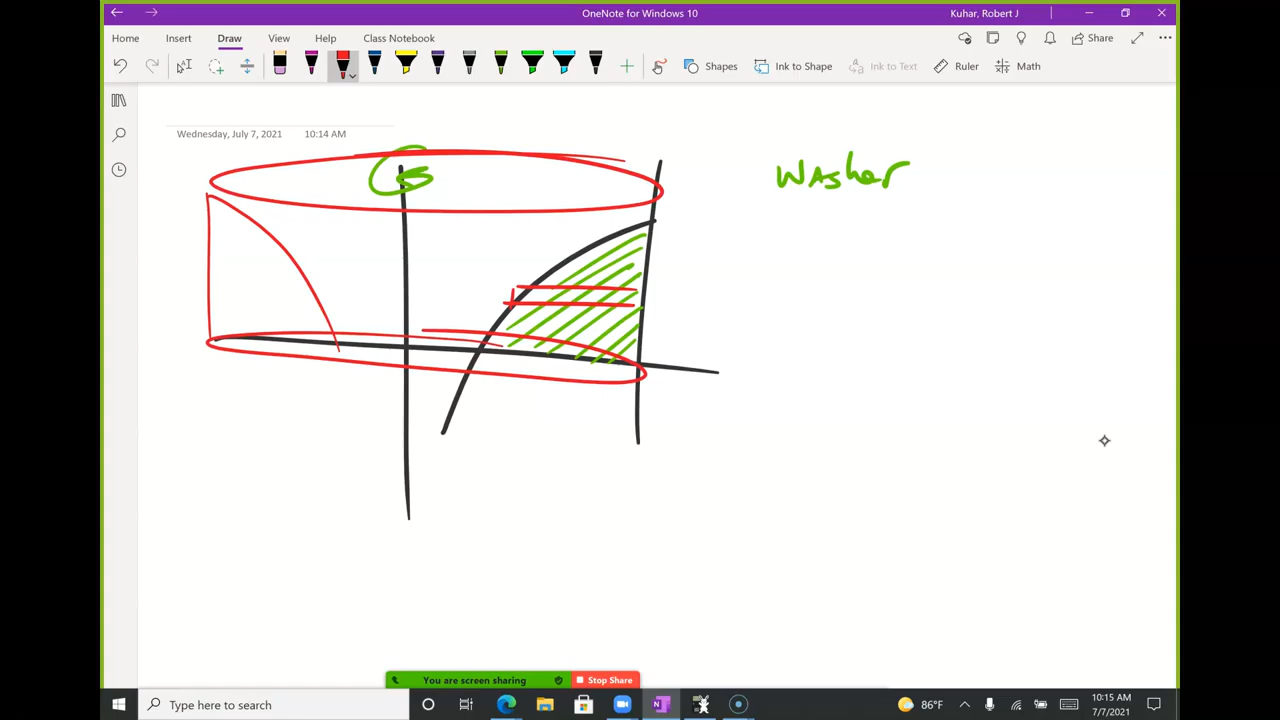 OneNote for Windows 10
Kuhar, Robert J
Home Insert Draw View Help Class Notebook
Share
Shapes Ink to Shape Ink to Text Ruler Math
Wednesday, July 7, 2021 10:14 AM
WAsher
You are screen sharing Stop Share
Type here to search
86°F
10:15 AM
7/7/2021